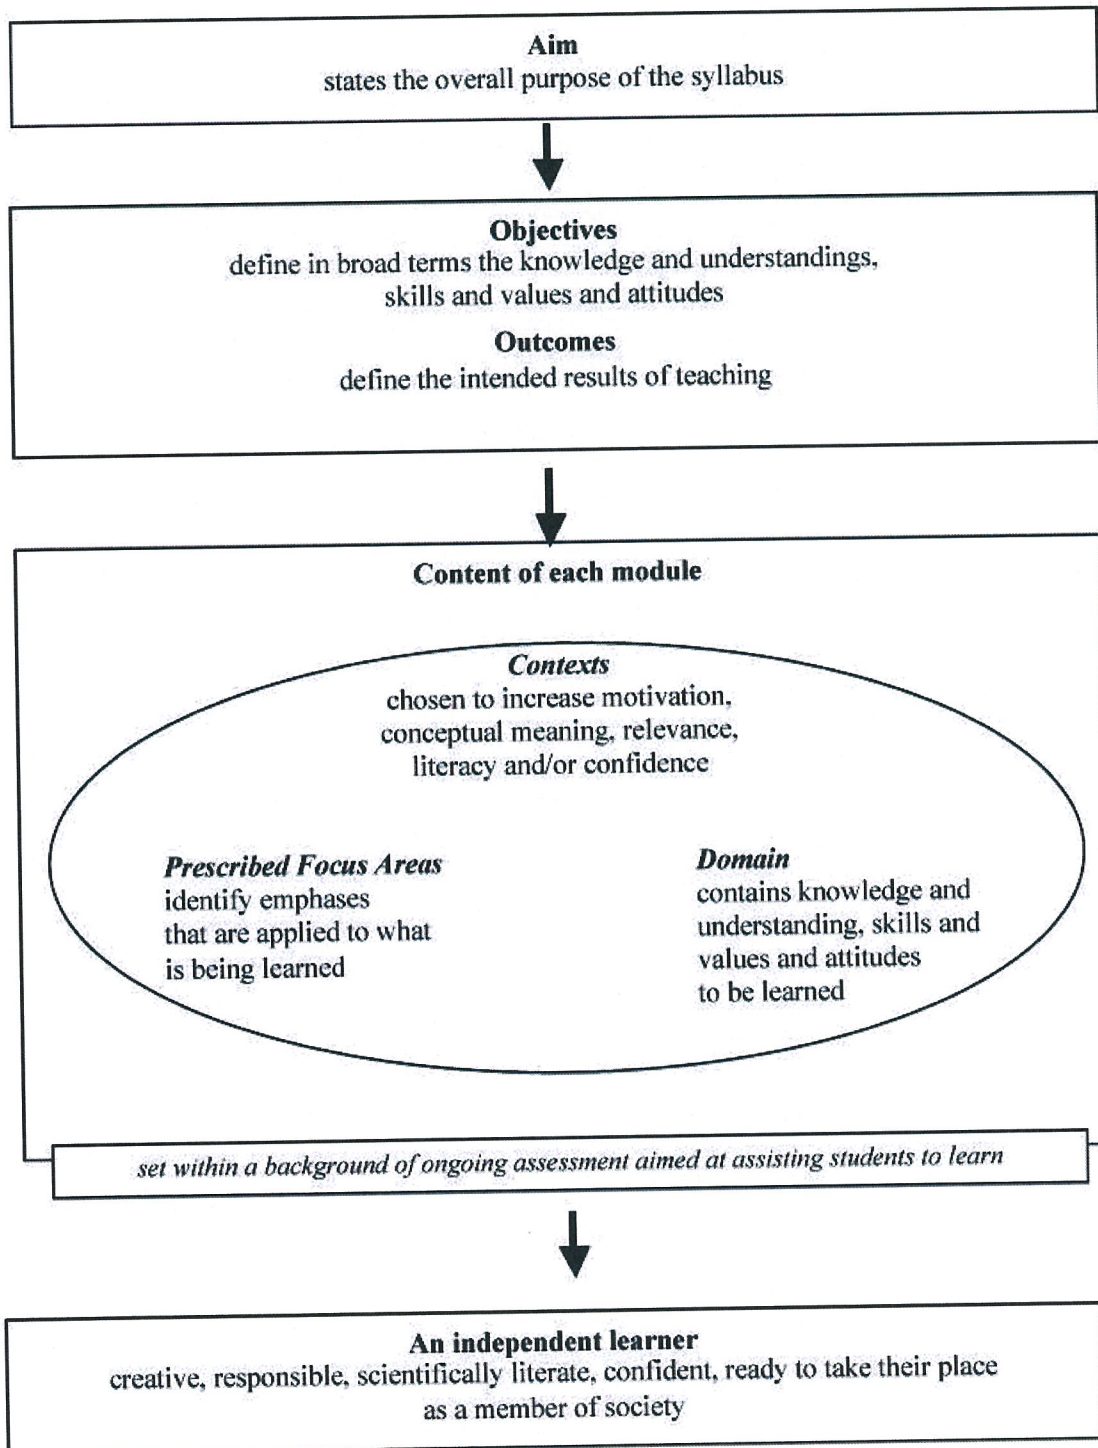 Aim
states the overall purpose of the syllabus
Objectives
define in broad terms the knowledge and understandings,
skills and values and attitudes
Outcomes
define the intended results of teaching
Content of each module
Contexts
chosen to increase motivation,
conceptual meaning, relevance,
literacy and/or confidence
Prescribed Focus Areas
identify emphases
that are applied to what
is being learned
Domain
contains knowledge and
understanding, skills and
values and attitudes
to be learned
set within a background of ongoing assessment aimed at assisting students to learn
An independent learner
creative, responsible, scientifically literate, confident, ready to take their place
as a member of society